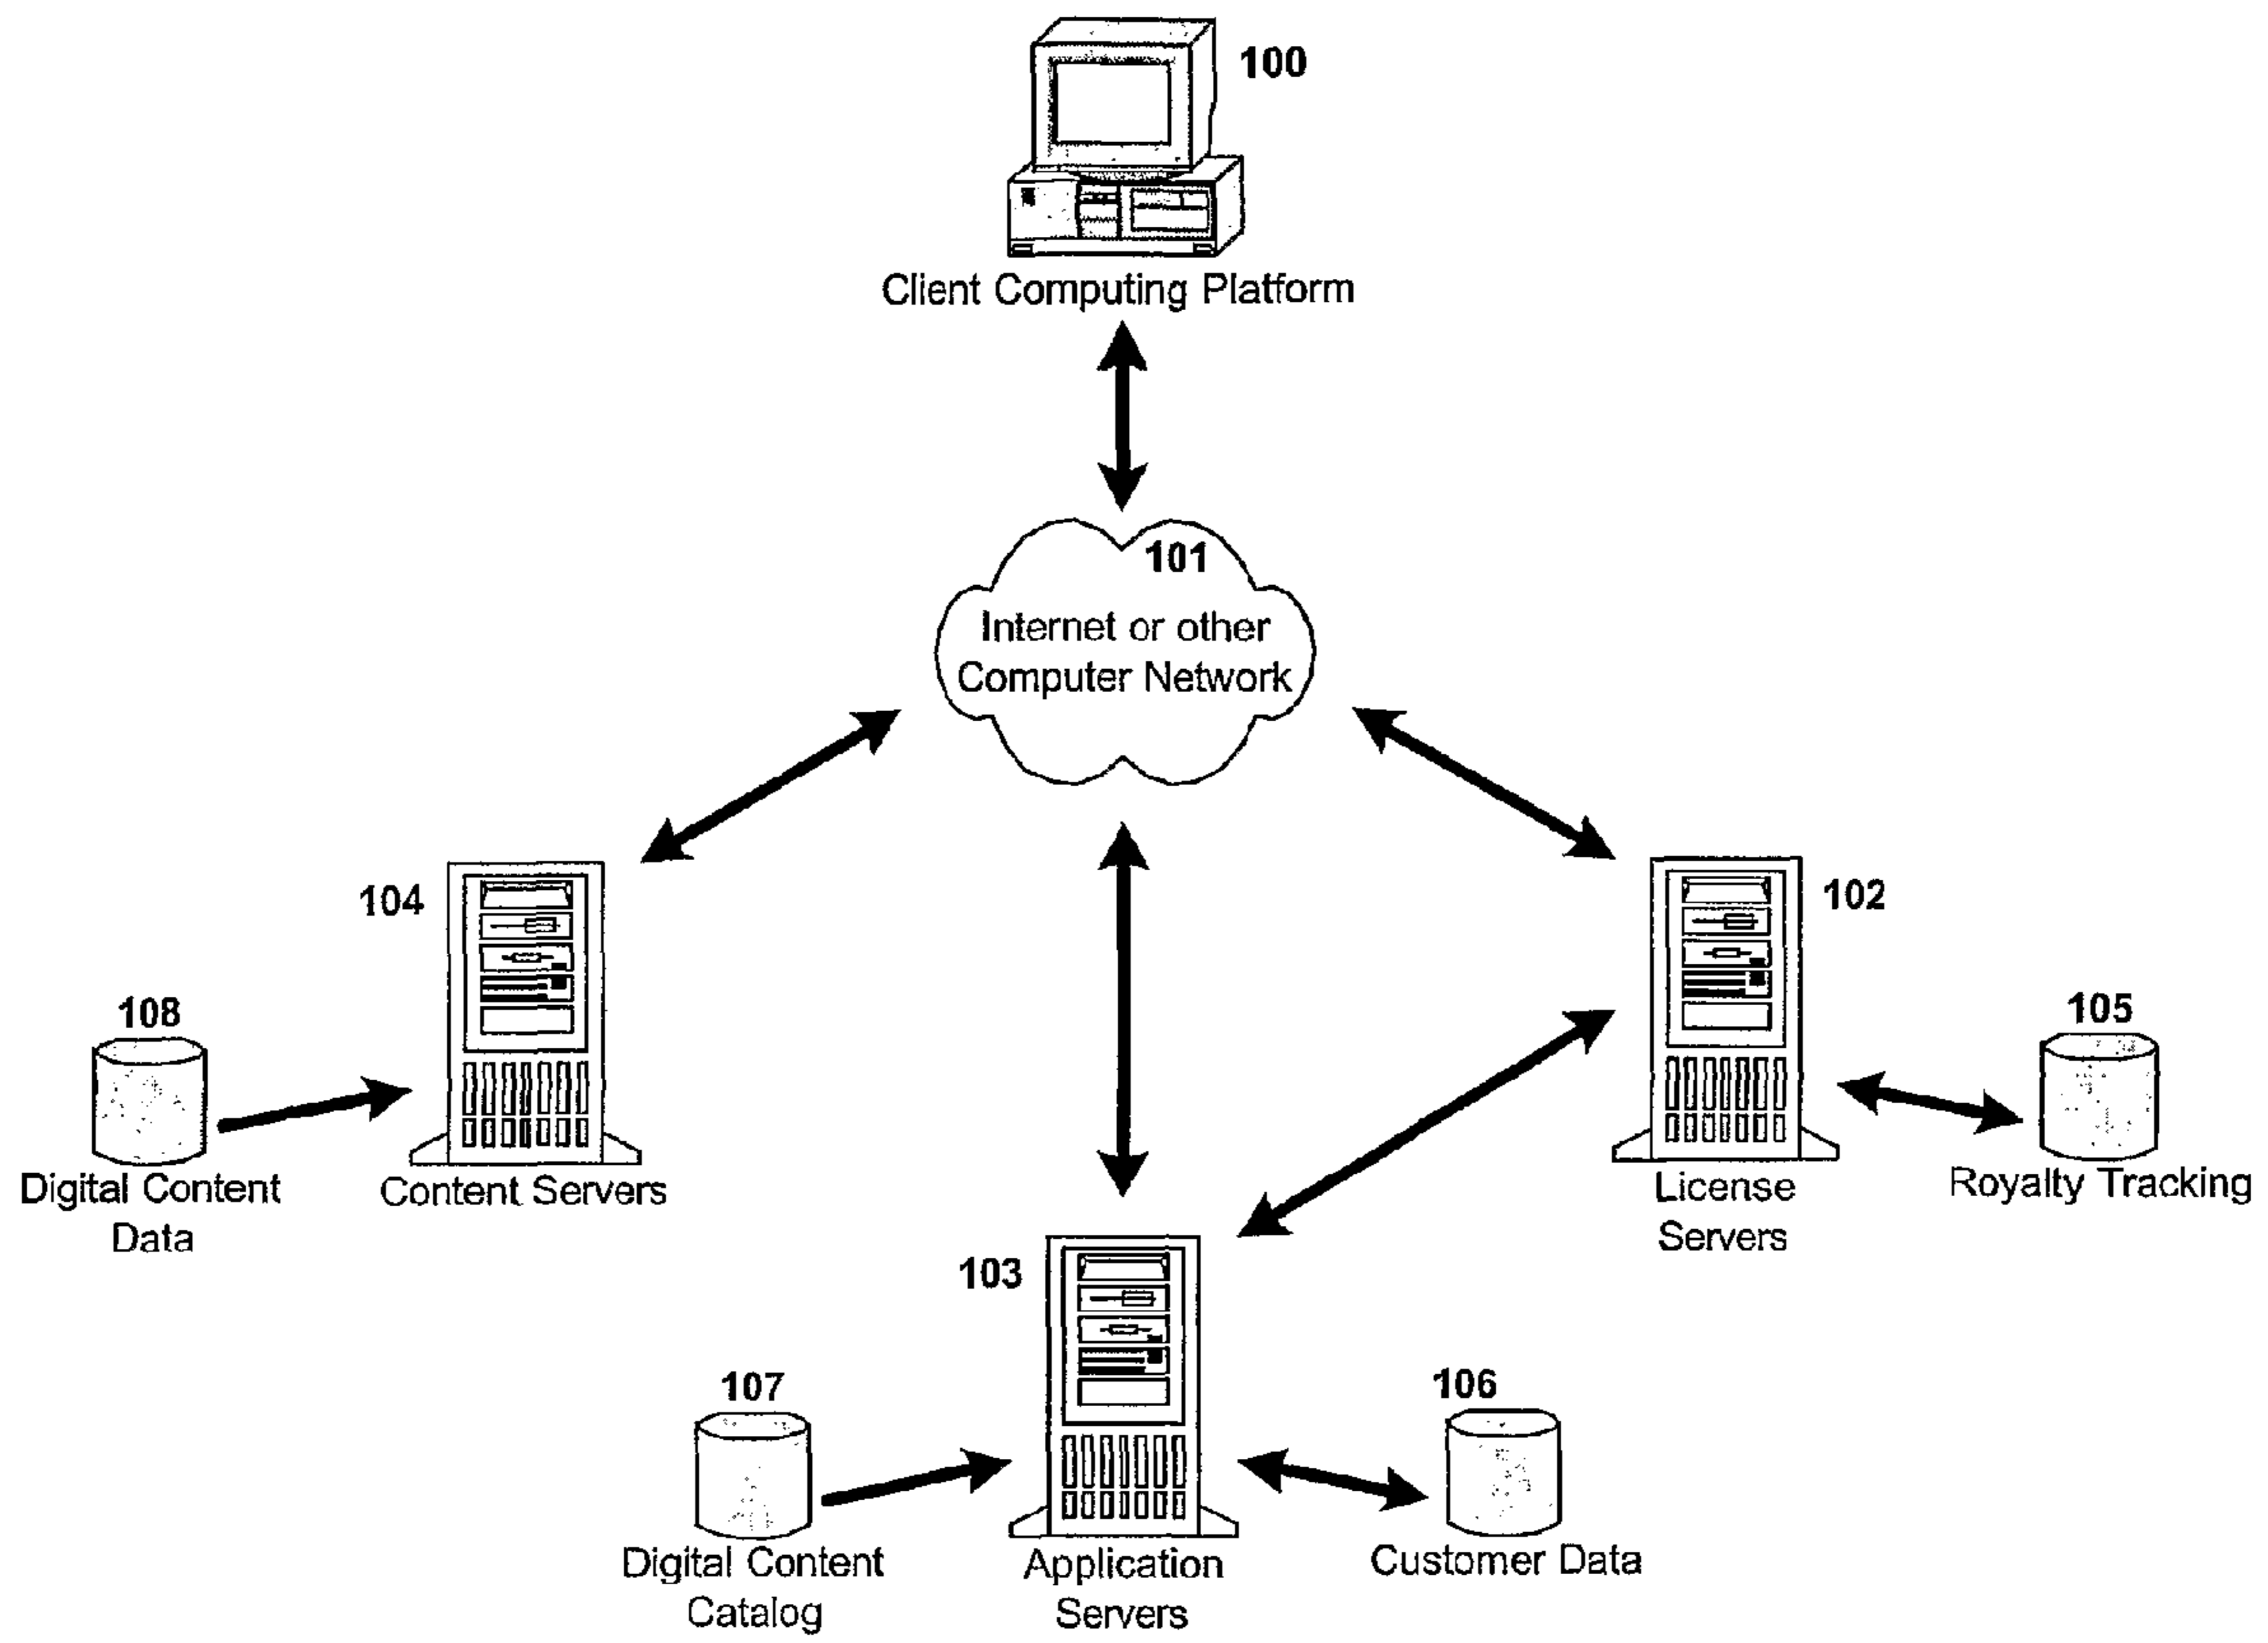 100
Client Computing Platform
101
Internet or other
Computer Network
104
102
108
105
Digital Content
Data
Content Servers
License
Servers
Royalty Tracking
103
107
106
Digital Content
Catalog
Application
Servers
Customer Data